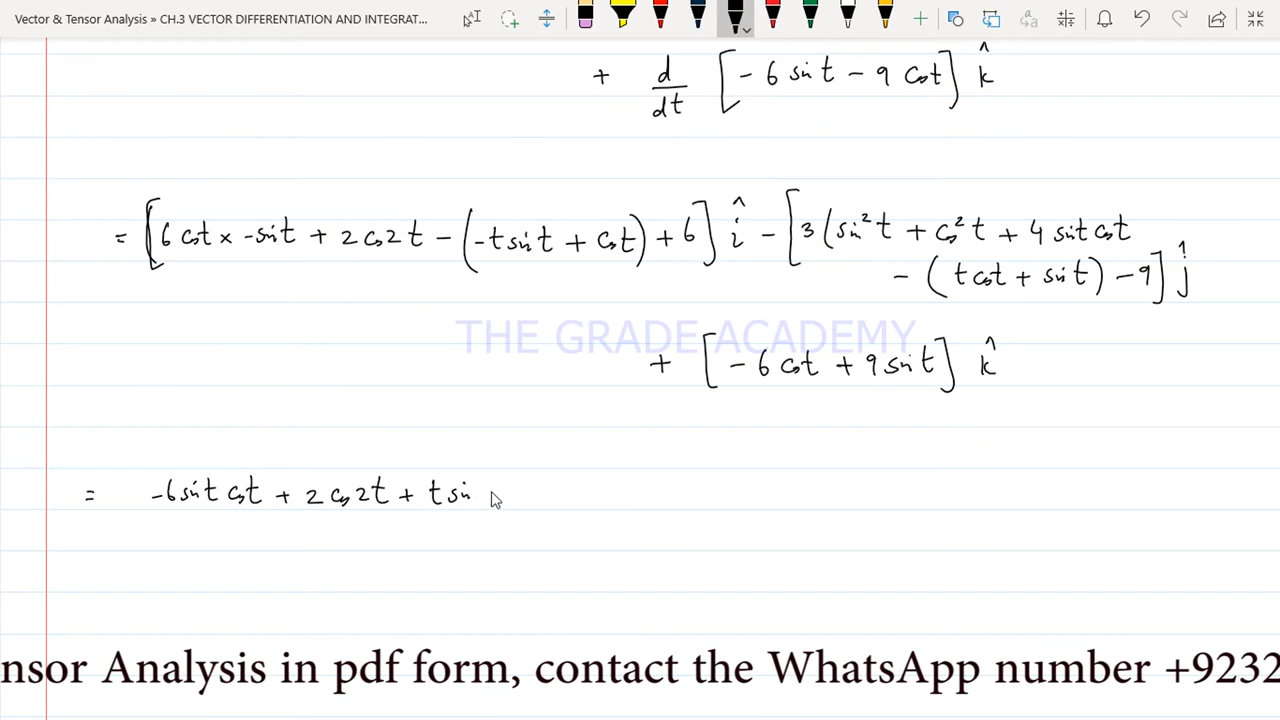 Vector & Tensor Analysis » CH.3 VECTOR DIFFERENTIATION AND INTEGRAT...
+ d/dt [- 6 sin t - 9 cos t] k̂
= [6 cos t × -sin t + 2 cos 2t - (-t sin t + cos t) + 6] î - [3 (sin² t + cos² t + 4 sin t cos t
- (t cos t + sin t) - 9] ĵ
THE GRADE ACADEMY
+ [- 6 cos t + 9 sin t] k̂
= -6 sin t cos t + 2 cos 2t + t sin
nsor Analysis in pdf form, contact the WhatsApp number +9232